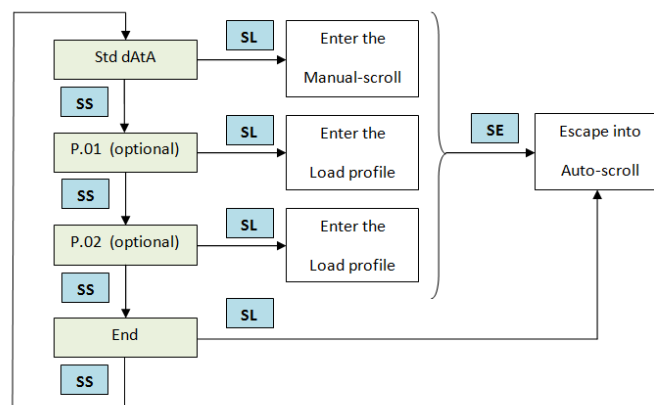 SL
Enter the
Std dAtA
Manual-scroll
SS
SL
Enter the
SE
Escape into
P.01 (optional)
Load profile
Auto-scroll
SS
SL
Enter the
P.02 (optional)
Load profile
SS
SL
End
SS